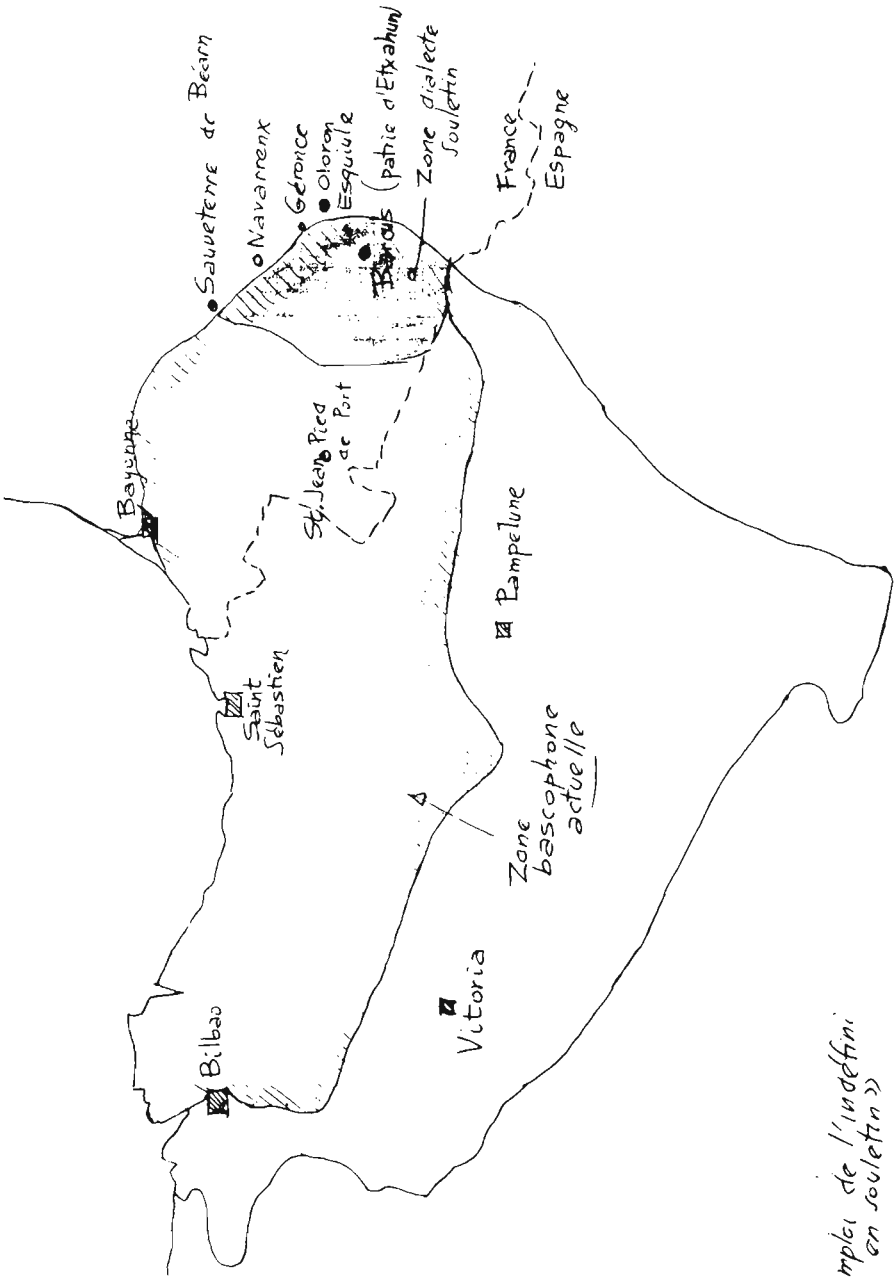 Sauveterre de Béarn
Navarrenx
Géronce
Oloron
Esquiule
Barcus (patrie d'Etxahun)
Zone dialecte
souletin
France
Espagne
Bayonne
St Jean Pied
de Port
Saint
Sébastien
Pampelune
Zone
bascophone
actuelle
Bilbao
Vitoria
de l'indéfini
en souletin»